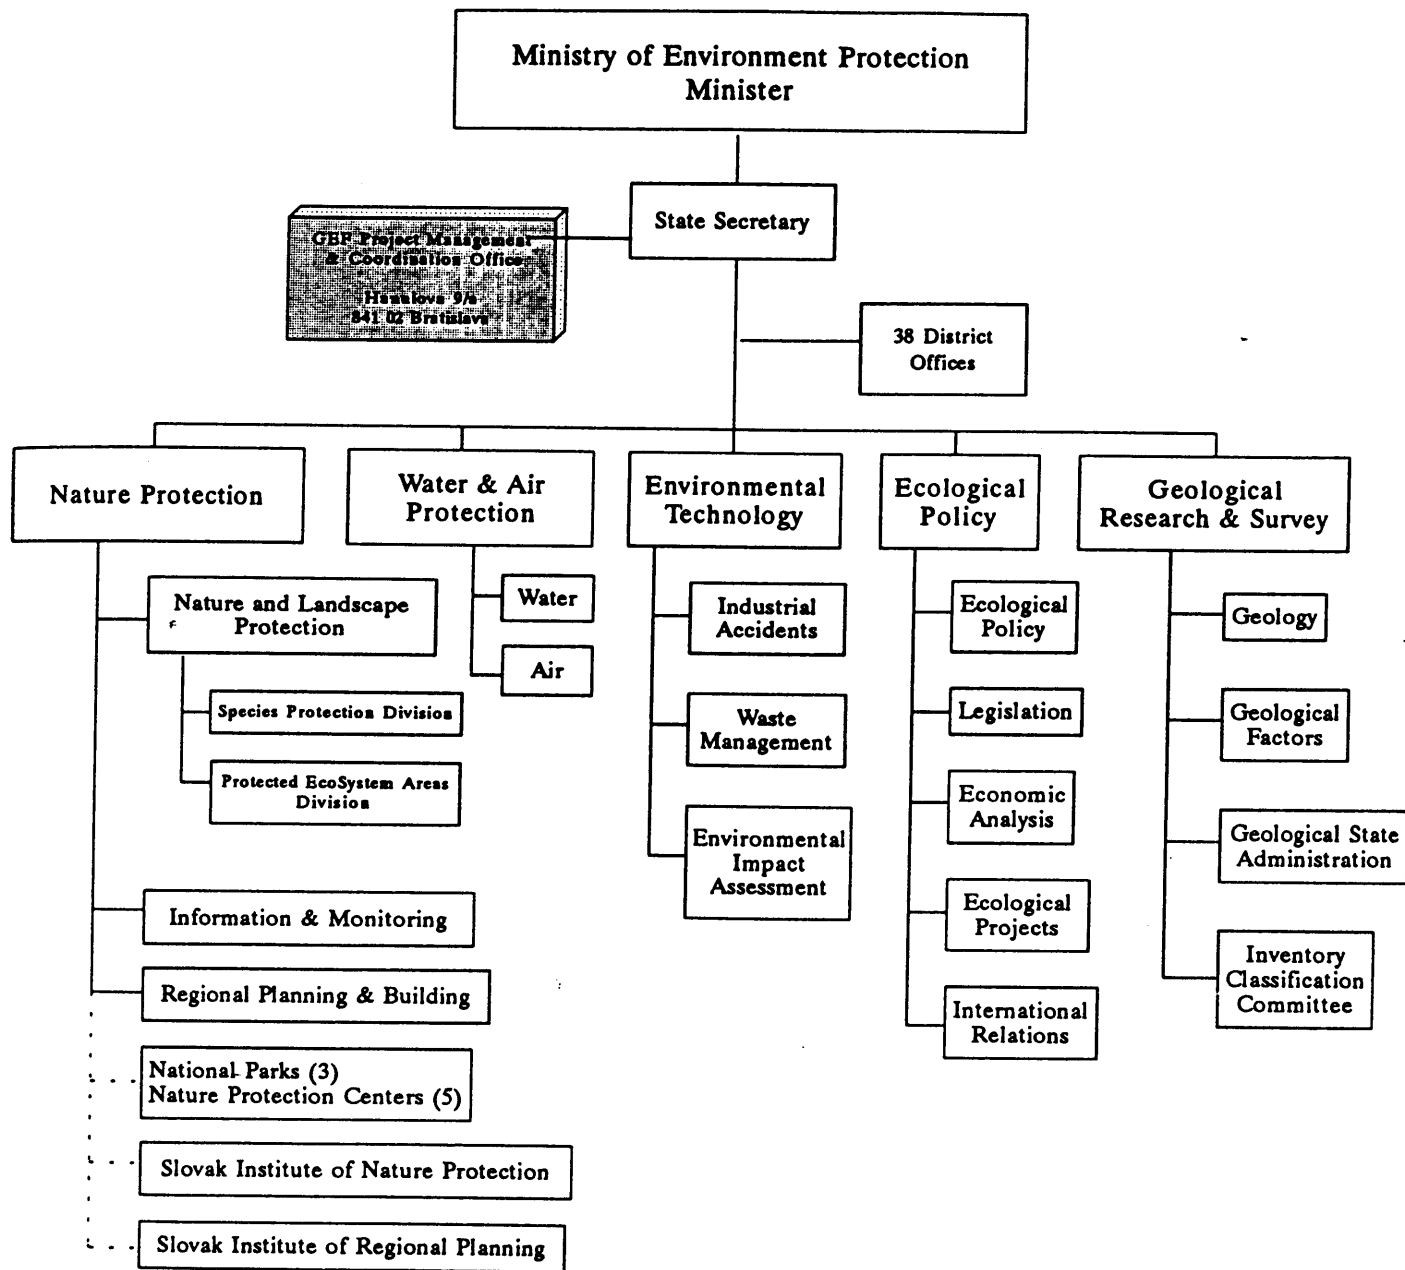 Ministry of Environment Protection
Minister
State Secretary
GEF Project Management
& Coordination Office
9/a
841 02 Bratislava
38 District
Offices
Nature Protection
Water & Air
Protection
Environmental
Technology
Ecological
Policy
Geological
Research & Survey
Nature and Landscape
Protection
Species Protection Division
Protected EcoSystem Areas
Division
Information & Monitoring
Regional Planning & Building
National Parks (3)
Nature Protection Centers (5)
Slovak Institute of Nature Protection
Slovak Institute of Regional Planning
Water
Air
Industrial
Accidents
Waste
Management
Environmental
Impact
Assessment
Ecological
Policy
Legislation
Economic
Analysis
Ecological
Projects
International
Relations
Geology
Geological
Factors
Geological State
Administration
Inventory
Classification
Committee